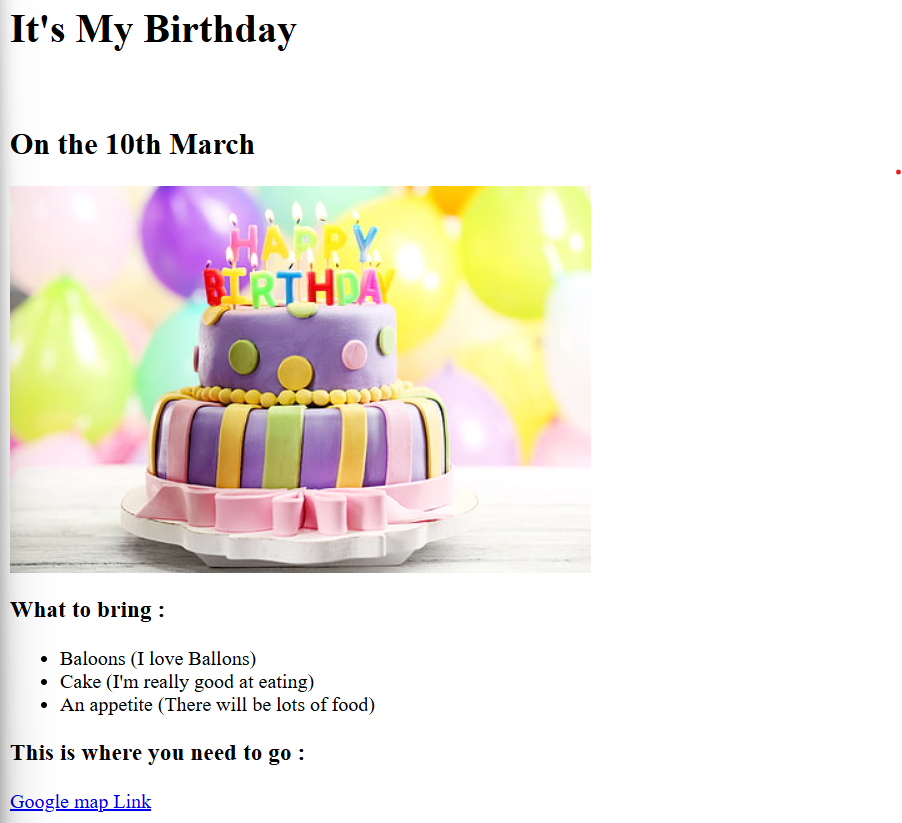 It's My Birthday
On the 10th March
HAPPY
BIRTHDAY
What to bring :
Baloons (I love Ballons)
Cake (I'm really good at eating)
An appetite (There will be lots of food)
This is where you need to go :
Google map Link